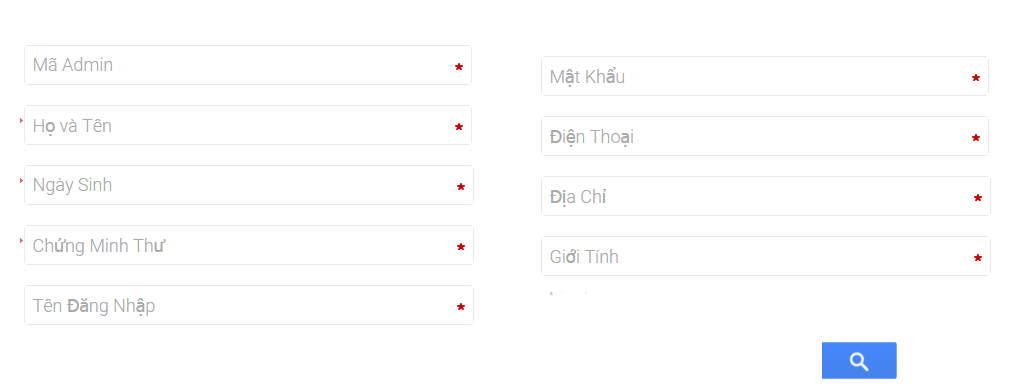 Mã Admin *
Họ và Tên *
Ngày Sinh *
Chứng Minh Thư *
Tên Đăng Nhập *
Mật Khẩu *
Điện Thoại *
Địa Chỉ *
Giới Tính *